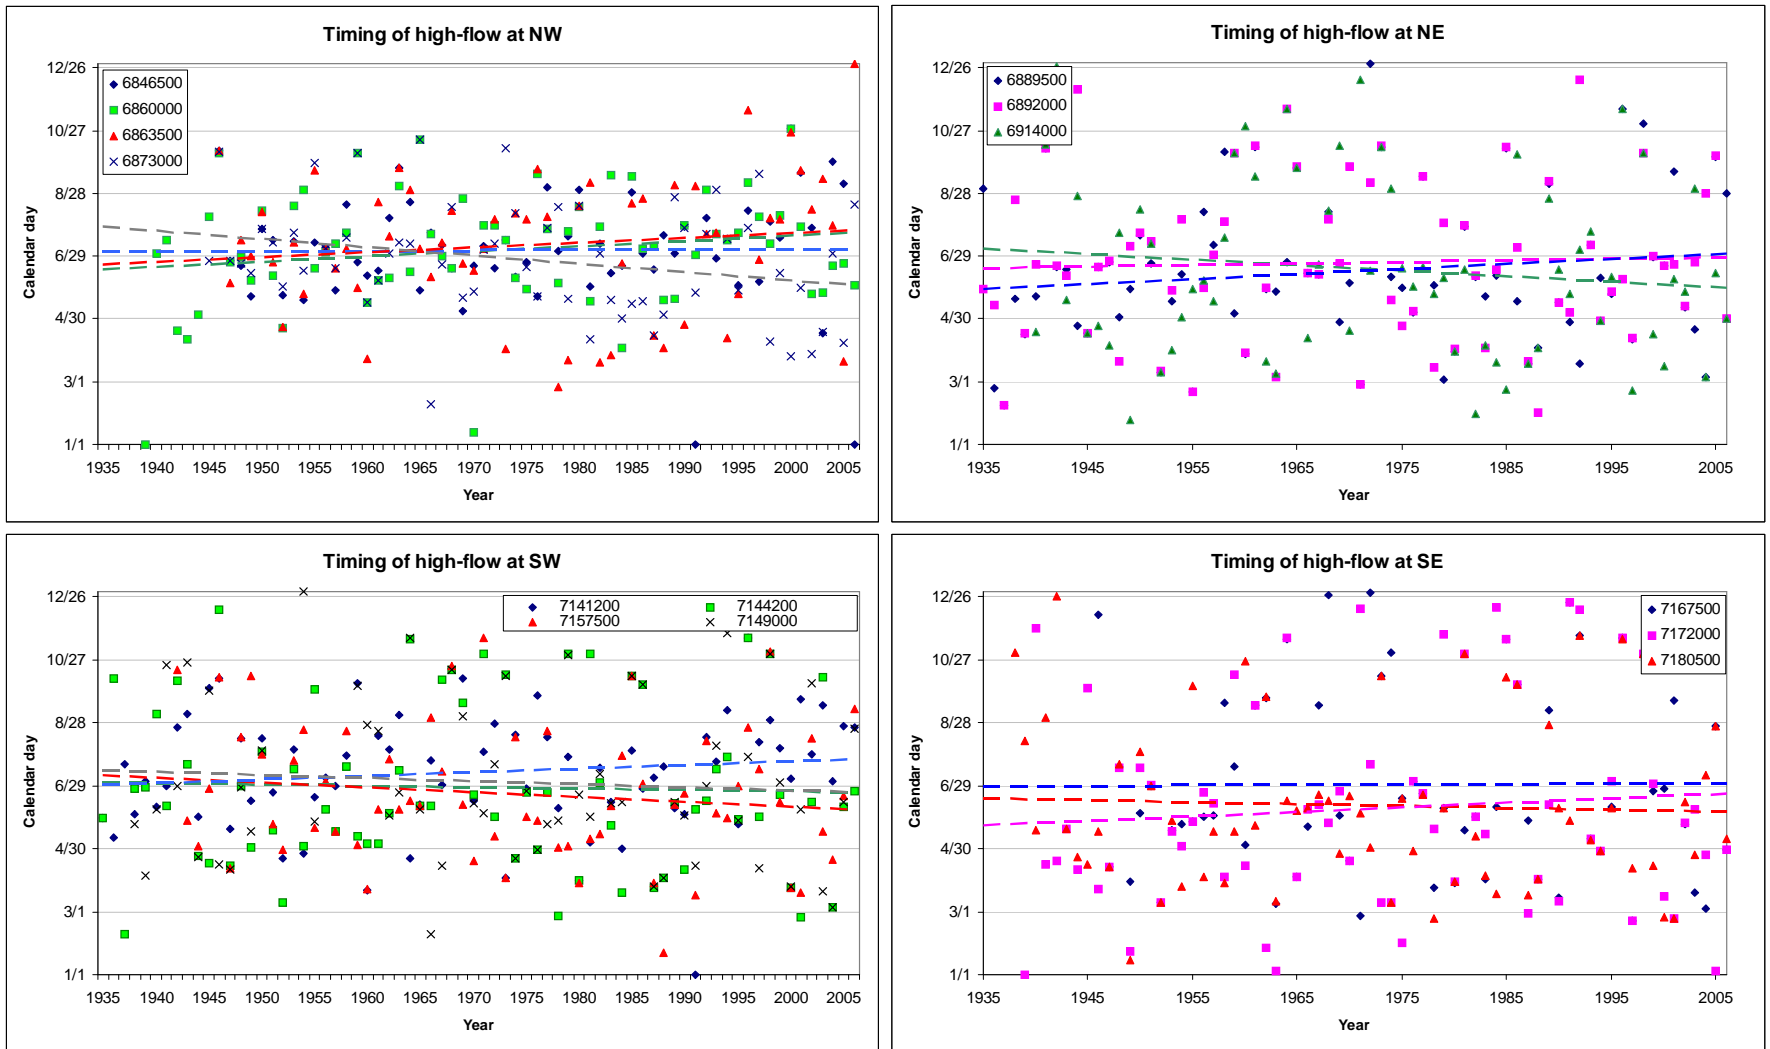 Timing of high-flow at NW
12/26
10/27
8/28
6/29
4/30
3/1
1/1
Calendar day
6846500
6860000
6863500
6873000
1935 1940 1945 1950 1955 1960 1965 1970 1975 1980 1985 1990 1995 2000 2005
Year
Timing of high-flow at NE
12/26
10/27
8/28
6/29
4/30
3/1
1/1
Calendar day
6889500
6892000
6914000
1935 1945 1955 1965 1975 1985 1995 2005
Year
Timing of high-flow at SW
12/26
10/27
8/28
6/29
4/30
3/1
1/1
Calendar day
7141200 7144200
7157500 7149000
1935 1940 1945 1950 1955 1960 1965 1970 1975 1980 1985 1990 1995 2000 2005
Year
Timing of high-flow at SE
12/26
10/27
8/28
6/29
4/30
3/1
1/1
Calendar day
7167500
7172000
7180500
1935 1945 1955 1965 1975 1985 1995 2005
Year